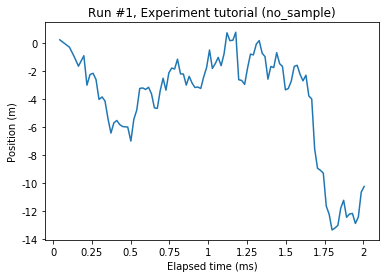 Run #1, Experiment tutorial (no_sample)
Position (m)
0
-2
-4
-6
-8
-10
-12
-14
0 0.25 0.5 0.75 1 1.25 1.5 1.75 2
Elapsed time (ms)